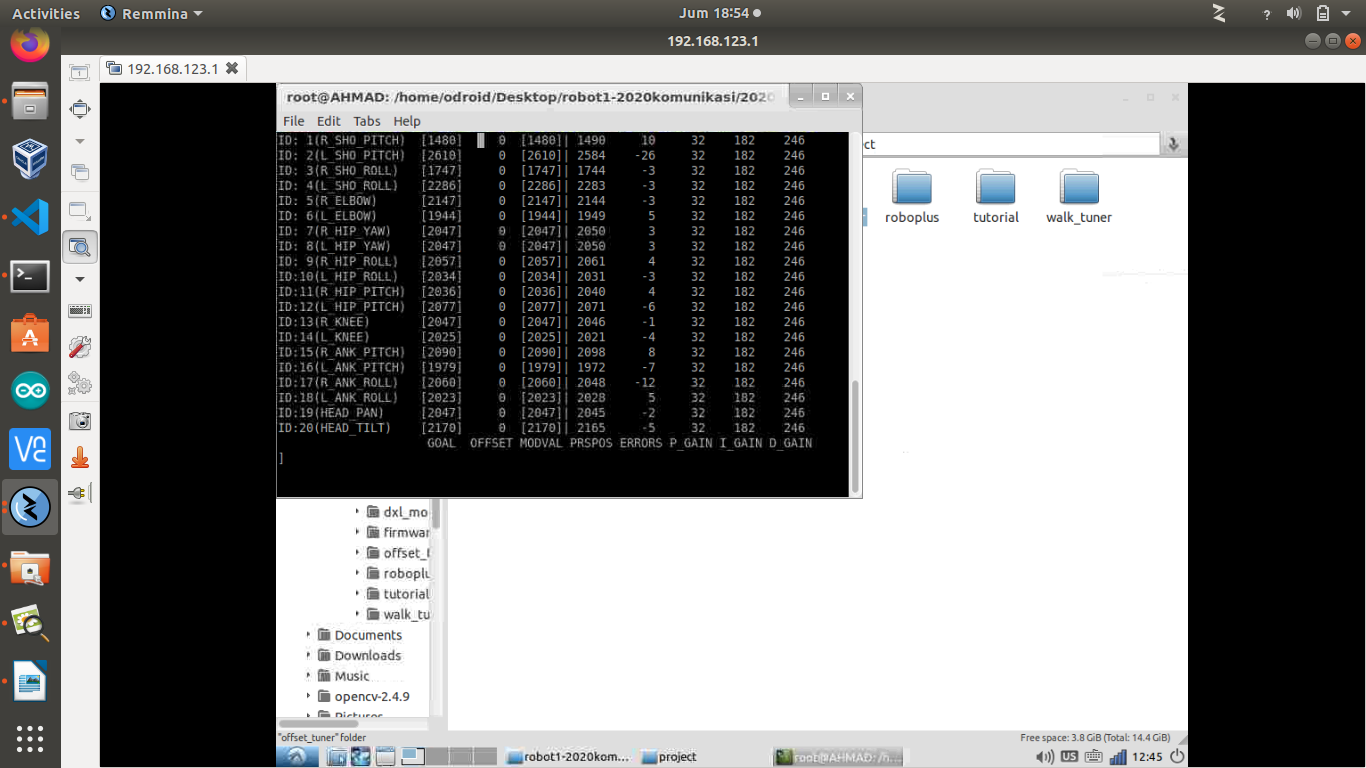 Activities
Remmina
Jum 18:54
?
192.168.123.1
192.168.123.1
root@AHMAD: /home/odroid/Desktop/robot1-2020komunikasi/2020
File Edit Tabs Help
ID: 1(R_SHO_PITCH) [1480] 0 [1480]| 1490 10 32 182 246
ID: 2(L_SHO_PITCH) [2610] 0 [2610]| 2584 -26 32 182 246
ID: 3(R_SHO_ROLL) [1747] 0 [1747]| 1744 -3 32 182 246
ID: 4(L_SHO_ROLL) [2286] 0 [2286]| 2283 -3 32 182 246
ID: 5(R_ELBOW) [2147] 0 [2147]| 2144 -3 32 182 246
ID: 6(L_ELBOW) [1944] 0 [1944]| 1949 5 32 182 246
ID: 7(R_HIP_YAW) [2047] 0 [2047]| 2050 3 32 182 246
ID: 8(L_HIP_YAW) [2047] 0 [2047]| 2050 3 32 182 246
ID: 9(R_HIP_ROLL) [2057] 0 [2057]| 2061 4 32 182 246
ID:10(L_HIP_ROLL) [2034] 0 [2034]| 2031 -3 32 182 246
ID:11(R_HIP_PITCH) [2036] 0 [2036]| 2040 4 32 182 246
ID:12(L_HIP_PITCH) [2077] 0 [2077]| 2071 -6 32 182 246
ID:13(R_KNEE) [2047] 0 [2047]| 2046 -1 32 182 246
ID:14(L_KNEE) [2025] 0 [2025]| 2021 -4 32 182 246
ID:15(R_ANK_PITCH) [2090] 0 [2090]| 2098 8 32 182 246
ID:16(L_ANK_PITCH) [1979] 0 [1979]| 1972 -7 32 182 246
ID:17(R_ANK_ROLL) [2060] 0 [2060]| 2048 -12 32 182 246
ID:18(L_ANK_ROLL) [2023] 0 [2023]| 2028 5 32 182 246
ID:19(HEAD_PAN) [2047] 0 [2047]| 2045 -2 32 182 246
ID:20(HEAD_TILT) [2170] 0 [2170]| 2165 -5 32 182 246
GOAL OFFSET MODVAL PRSPOS ERRORS P_GAIN I_GAIN D_GAIN
]
ct
roboplus
tutorial
walk_tuner
dxl_mo
firmwar
offset_t
roboplu
tutorial
walk_tu
Documents
Downloads
Music
opencv-2.4.9
Pictures
"offset_tuner" folder
Free space: 3.8 GiB (Total: 14.4 GiB)
robot1-2020kom...
project
root@AHMAD: /h...
US
12:45